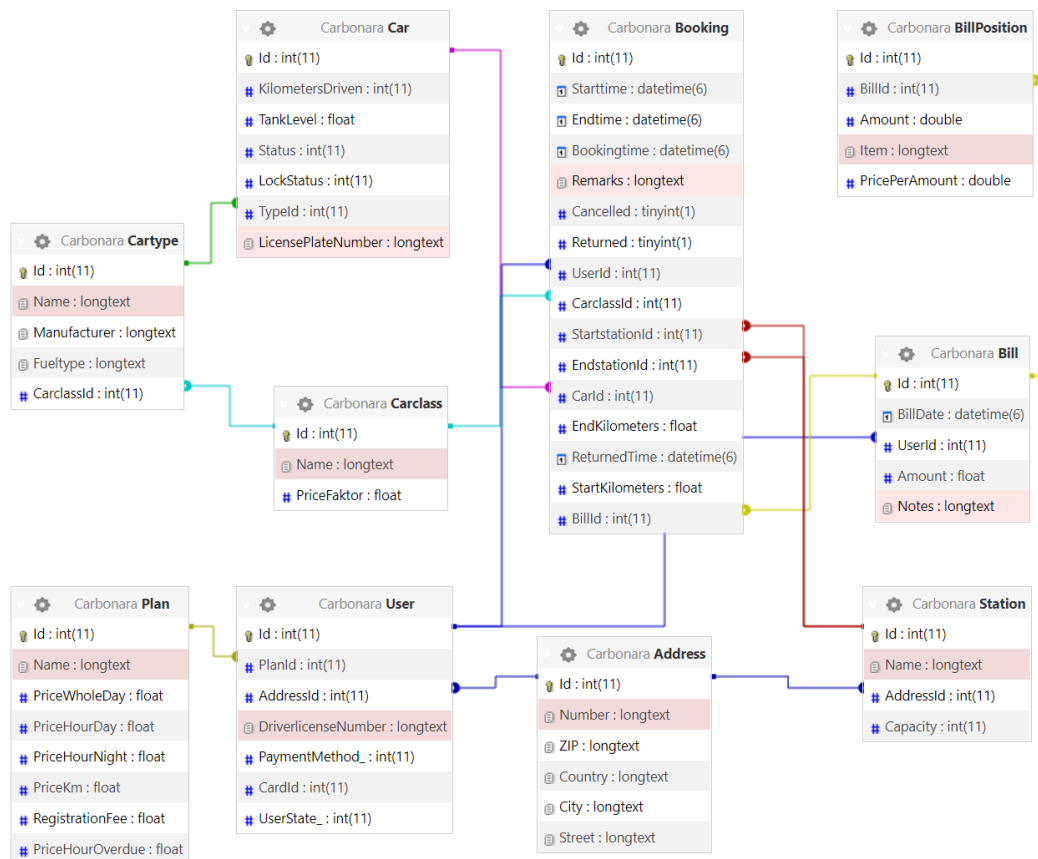 Carbonara Car
Id : int(11)
KilometersDriven : int(11)
TankLevel : float
Status : int(11)
LockStatus : int(11)
TypeId : int(11)
LicensePlateNumber : longtext
Carbonara Booking
Id : int(11)
Starttime : datetime(6)
Endtime : datetime(6)
Bookingtime : datetime(6)
Remarks : longtext
Cancelled : tinyint(1)
Returned : tinyint(1)
UserId : int(11)
CarclassId : int(11)
StartstationId : int(11)
EndstationId : int(11)
CarId : int(11)
EndKilometers : float
ReturnedTime : datetime(6)
StartKilometers : float
BillId : int(11)
Carbonara BillPosition
Id : int(11)
BillId : int(11)
Amount : double
Item : longtext
PricePerAmount : double
Carbonara Cartype
Id : int(11)
Name : longtext
Manufacturer : longtext
Fueltype : longtext
CarclassId : int(11)
Carbonara Carclass
Id : int(11)
Name : longtext
PriceFaktor : float
Carbonara Bill
Id : int(11)
BillDate : datetime(6)
UserId : int(11)
Amount : float
Notes : longtext
Carbonara Plan
Id : int(11)
Name : longtext
PriceWholeDay : float
PriceHourDay : float
PriceHourNight : float
PriceKm : float
RegistrationFee : float
PriceHourOverdue : float
Carbonara User
Id : int(11)
PlanId : int(11)
AddressId : int(11)
DriverlicenseNumber : longtext
PaymentMethod_ : int(11)
CardId : int(11)
UserState_ : int(11)
Carbonara Address
Id : int(11)
Number : longtext
ZIP : longtext
Country : longtext
City : longtext
Street : longtext
Carbonara Station
Id : int(11)
Name : longtext
AddressId : int(11)
Capacity : int(11)